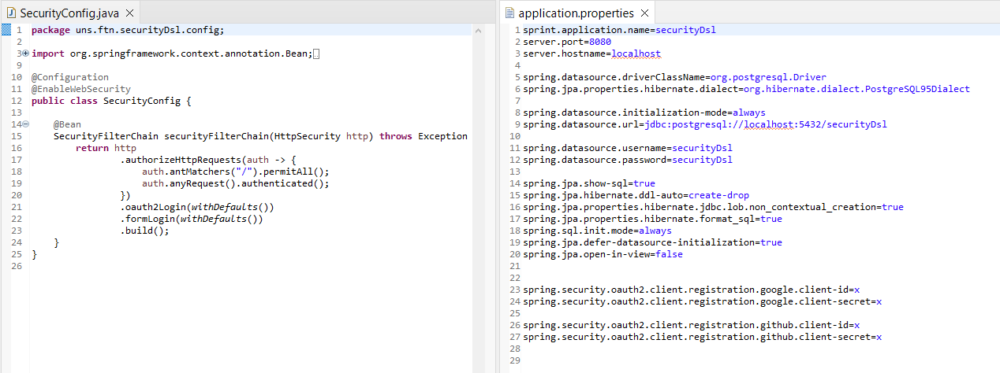 SecurityConfig.java
1 package uns.ftn.securityDsl.config;
2
3 import org.springframework.context.annotation.Bean;
9
10 @Configuration
11 @EnableWebSecurity
12 public class SecurityConfig {
13
14     @Bean
15     SecurityFilterChain securityFilterChain(HttpSecurity http) throws Exception
16         return http
17                 .authorizeHttpRequests(auth -> {
18                     auth.antMatchers("/").permitAll();
19                     auth.anyRequest().authenticated();
20                 })
21                 .oauth2Login(withDefaults())
22                 .formLogin(withDefaults())
23                 .build();
24     }
25 }
26
application.properties
1 sprint.application.name=securityDsl
2 server.port=8080
3 server.hostname=localhost
4
5 spring.datasource.driverClassName=org.postgresql.Driver
6 spring.jpa.properties.hibernate.dialect=org.hibernate.dialect.PostgreSQL95Dialect
7
8 spring.datasource.initialization-mode=always
9 spring.datasource.url=jdbc:postgresql://localhost:5432/securityDsl
10
11 spring.datasource.username=securityDsl
12 spring.datasource.password=securityDsl
13
14 spring.jpa.show-sql=true
15 spring.jpa.hibernate.ddl-auto=create-drop
16 spring.jpa.properties.hibernate.jdbc.lob.non_contextual_creation=true
17 spring.jpa.properties.hibernate.format_sql=true
18 spring.sql.init.mode=always
19 spring.jpa.defer-datasource-initialization=true
20 spring.jpa.open-in-view=false
21
22
23 spring.security.oauth2.client.registration.google.client-id=x
24 spring.security.oauth2.client.registration.google.client-secret=x
25
26 spring.security.oauth2.client.registration.github.client-id=x
27 spring.security.oauth2.client.registration.github.client-secret=x
28
29